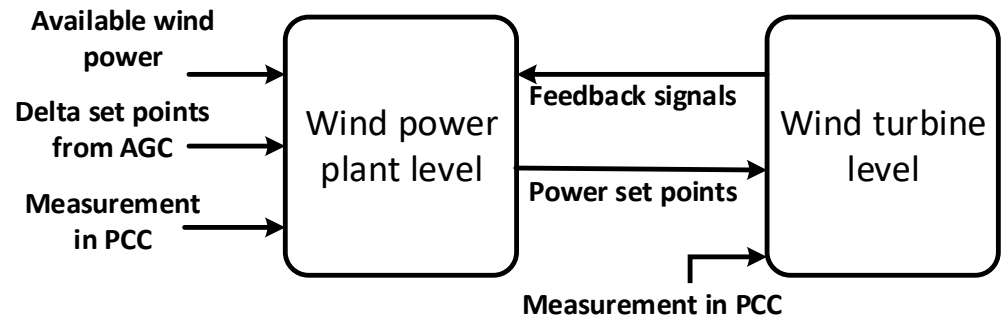 Available wind
power
Delta set points
from AGC
Measurement
in PCC
Wind power
plant level
Feedback signals
Power set points
Wind turbine
level
Measurement in PCC